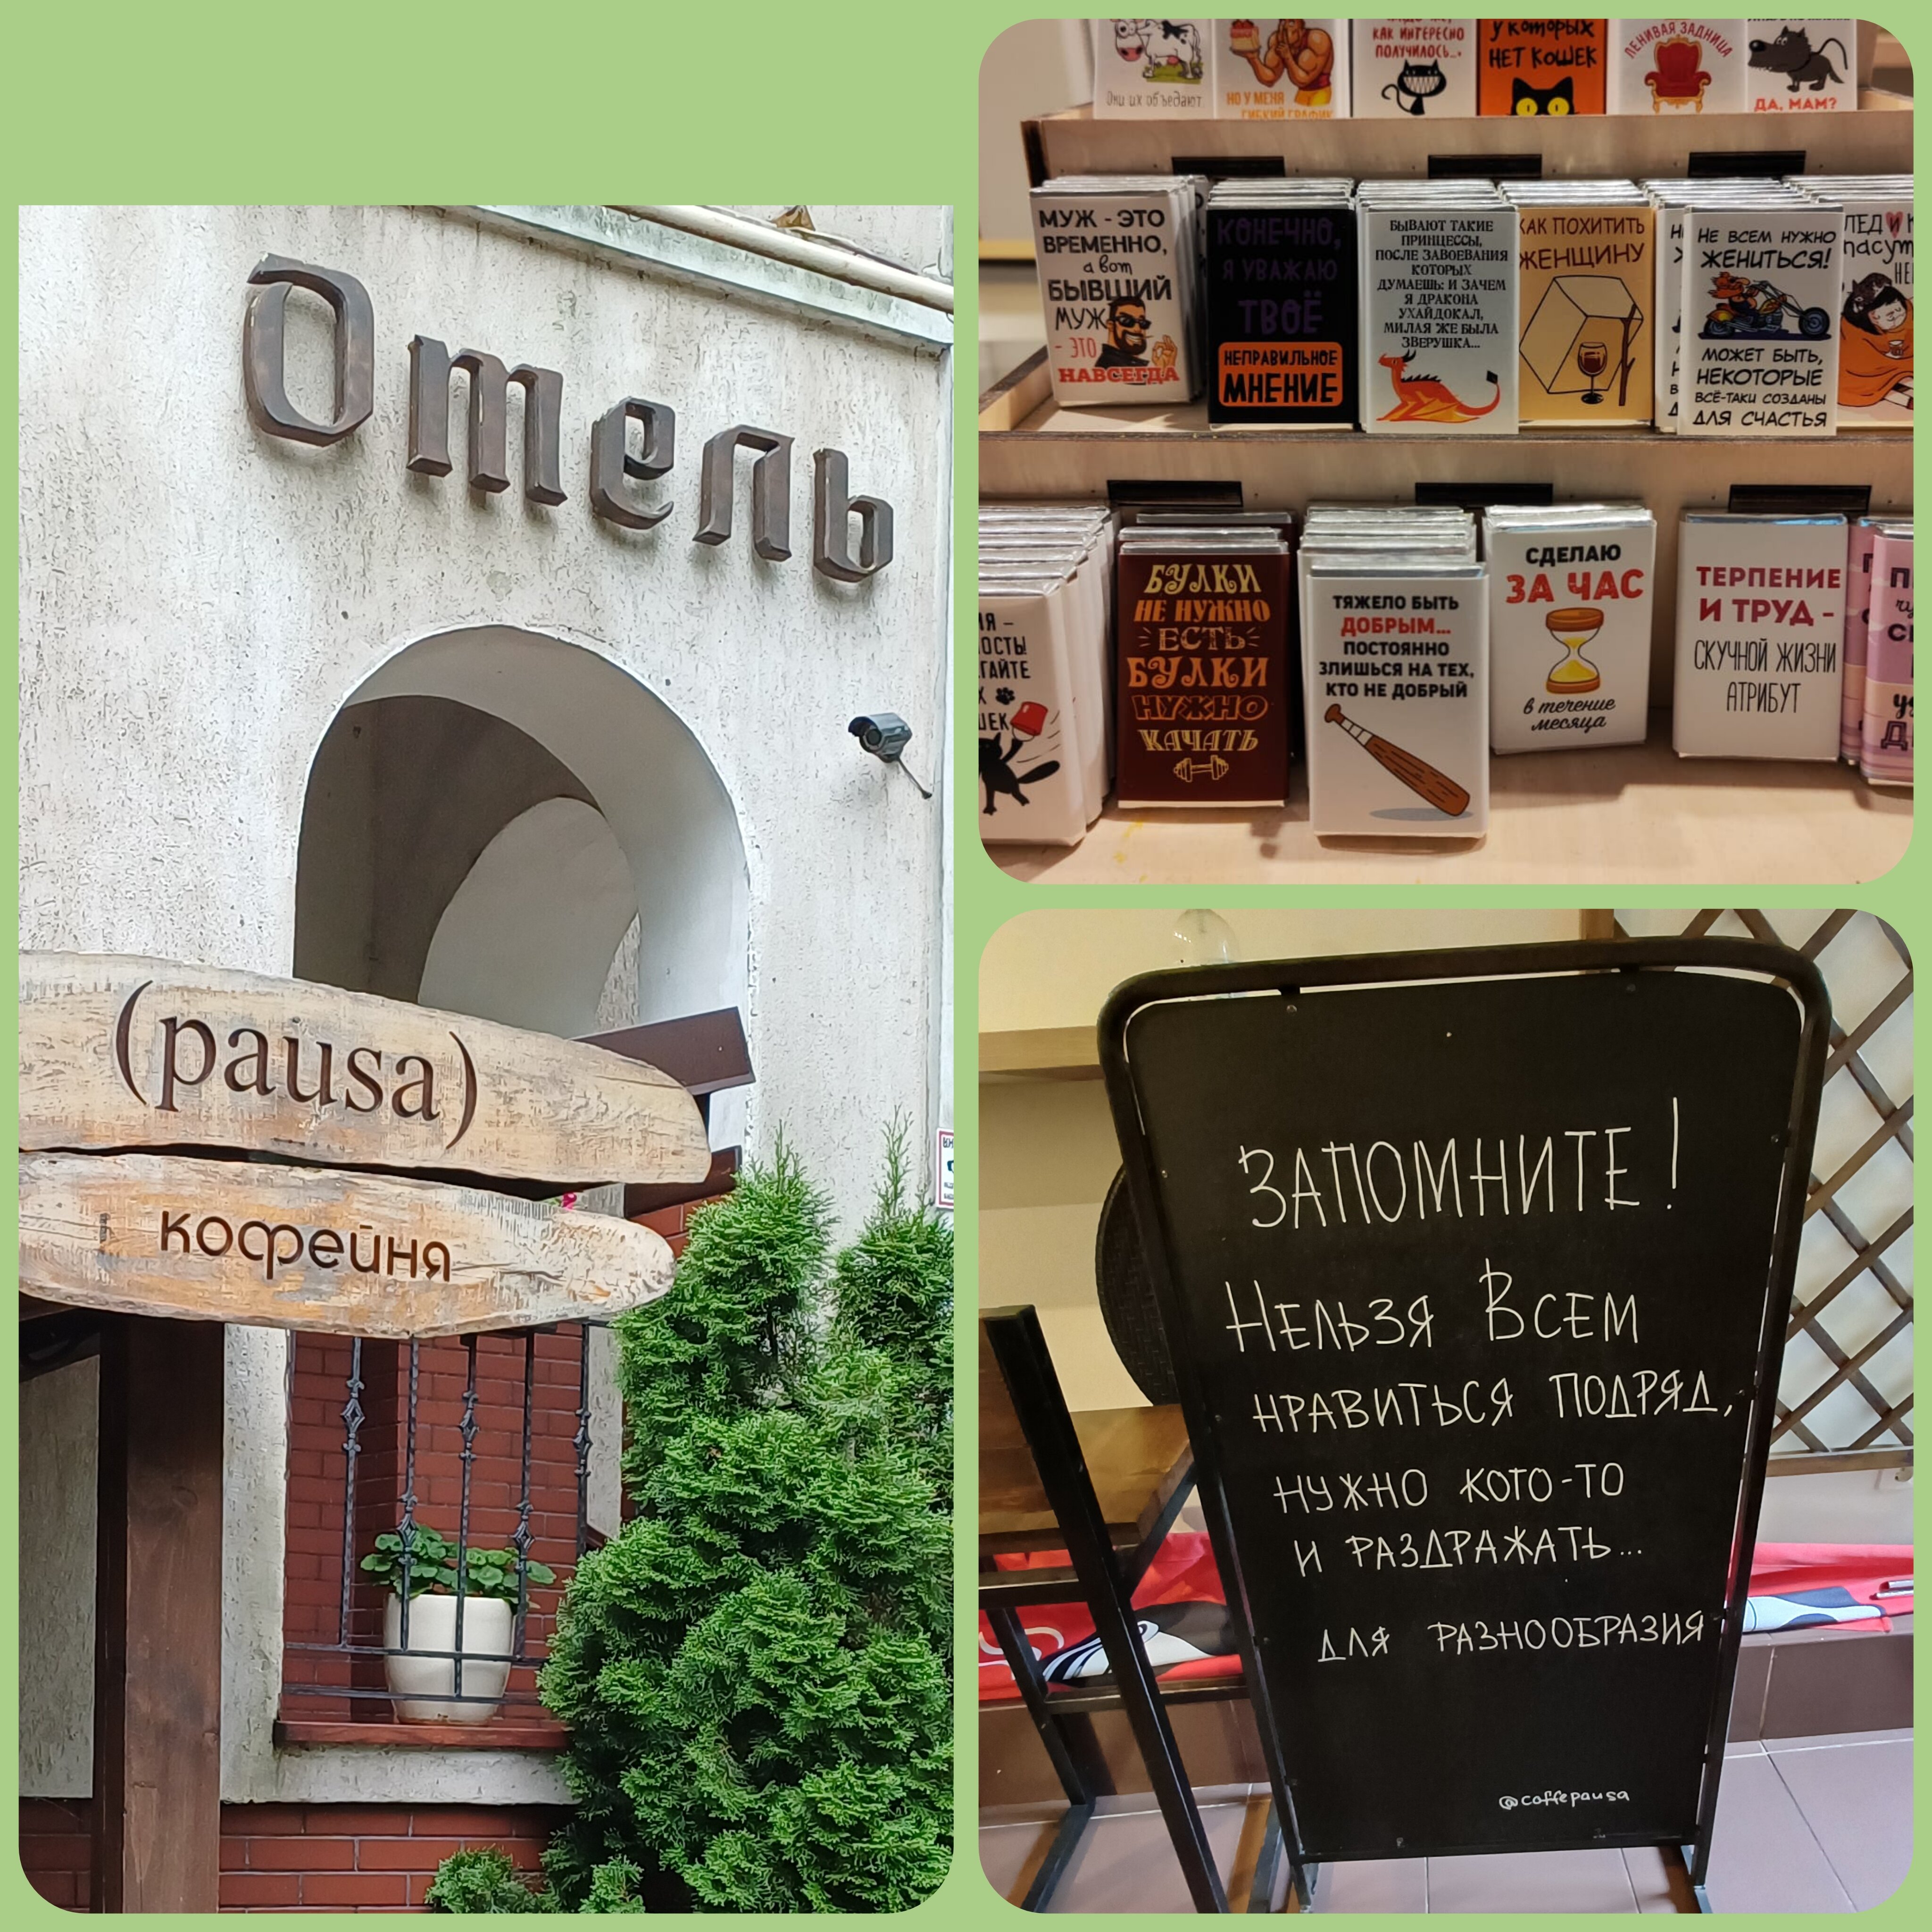 Отель
(pausa)
кофейня
Они их объедают.
НО У МЕНЯ
ГИБКИЙ ГРАФИК
КАК ИНТЕРЕСНО
ПОЛУЧИЛОСЬ...
у которых
НЕТ КОШЕК
ЛЕНИВАЯ ЗАДНИЦА
ДА, МАМ?
МУЖ - ЭТО
ВРЕМЕННО,
а вот
БЫВШИЙ
МУЖ
- ЭТО
НАВСЕГДА
КОНЕЧНО,
Я УВАЖАЮ
ТВОЁ
НЕПРАВИЛЬНОЕ
МНЕНИЕ
БЫВАЮТ ТАКИЕ
ПРИНЦЕССЫ,
ПОСЛЕ ЗАВОЕВАНИЯ
КОТОРЫХ
ДУМАЕШЬ: И ЗАЧЕМ
Я ДРАКОНА
УХАЙДОКАЛ,
МИЛАЯ ЖЕ БЫЛА
ЗВЕРУШКА...
КАК ПОХИТИТЬ
ЖЕНЩИНУ
НЕ ВСЕМ НУЖНО
ЖЕНИТЬСЯ!
МОЖЕТ БЫТЬ,
НЕКОТОРЫЕ
ВСЁ-ТАКИ СОЗДАНЫ
ДЛЯ СЧАСТЬЯ
БУЛКИ
НЕ НУЖНО
ЕСТЬ
БУЛКИ
НУЖНО
КАЧАТЬ
ТЯЖЕЛО БЫТЬ
ДОБРЫМ...
ПОСТОЯННО
ЗЛИШЬСЯ НА ТЕХ,
КТО НЕ ДОБРЫЙ
СДЕЛАЮ
ЗА ЧАС
в течение
месяца
ТЕРПЕНИЕ
И ТРУД -
СКУЧНОЙ ЖИЗНИ
АТРИБУТ
ЗАПОМНИТЕ!
НЕЛЬЗЯ ВСЕМ
НРАВИТЬСЯ ПОДРЯД,
НУЖНО КОГО-ТО
И РАЗДРАЖАТЬ...
ДЛЯ РАЗНООБРАЗИЯ
@coffepausa